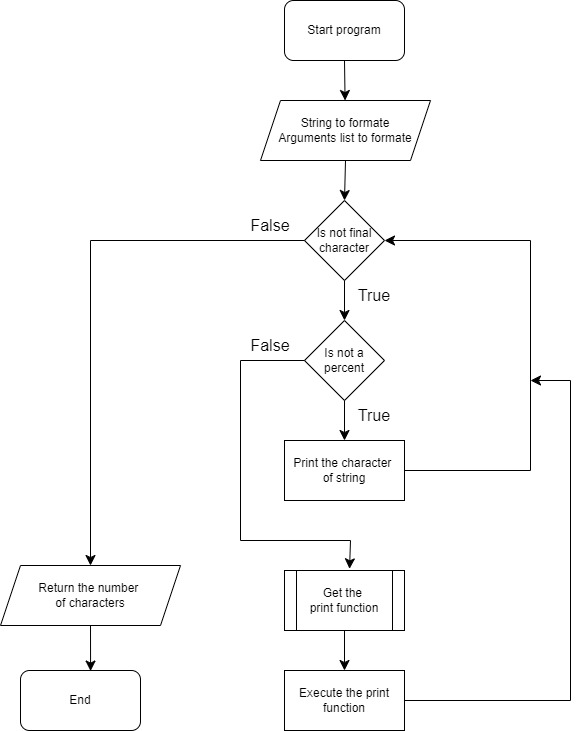 Start program
String to formate
Arguments list to formate
False
Is not final
character
True
False
Is not a
percent
True
Print the character
of string
Return the number
of characters
Get the
print function
End
Execute the print
function